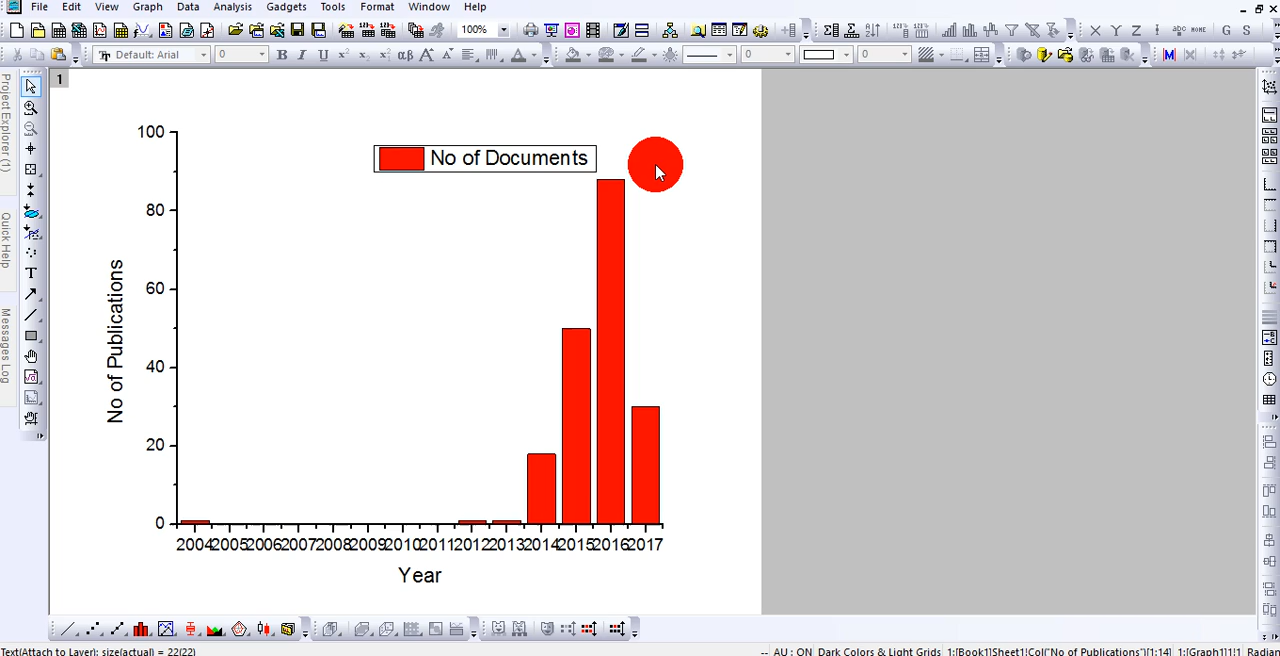 File Edit View Graph Data Analysis Gadgets Tools Format Window Help
100%
Default: Arial 0 B I U αβ A A A 0 0
1
Project Explorer (1)
Quick Help
Messages Log
No of Documents
100
80
60
40
20
0
No of Publications
2004 2005 2006 2007 2008 2009 2010 2011 2012 2013 2014 2015 2016 2017
Year
Text(Attach to Layer): size(actual) = 22(22)
-- AU : ON Dark Colors & Light Grids 1:[Book1]Sheet1!Col("No of Publications")[1:14] 1:[Graph1]1!1 Radian